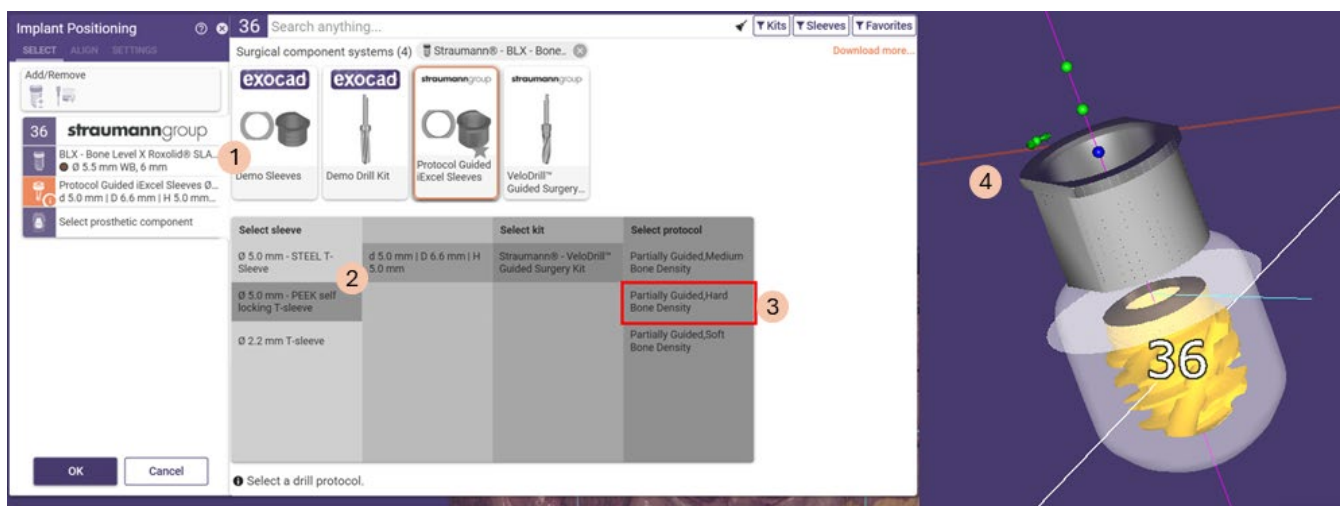 Implant Positioning
SELECT ALIGN SETTINGS
Add/Remove
36 straumanngroup
BLX - Bone Level X Roxolid® SLA...
Ø 5.5 mm WB, 6 mm
Protocol Guided iExcel Sleeves Ø...
d 5.0 mm | D 6.6 mm | H 5.0 mm...
Select prosthetic component
OK Cancel
36 Search anything...
Kits Sleeves Favorites
Surgical component systems (4) Straumann® - BLX - Bone..
Download more...
exocad
Demo Sleeves
exocad
Demo Drill Kit
straumanngroup
Protocol Guided
iExcel Sleeves
straumanngroup
VeloDrill™
Guided Surgery...
1
Select sleeve
Ø 5.0 mm - STEEL T-
Sleeve
Ø 5.0 mm - PEEK self
locking T-sleeve
Ø 2.2 mm T-sleeve
2
d 5.0 mm | D 6.6 mm | H
5.0 mm
Select kit
Straumann® - VeloDrill™
Guided Surgery Kit
Select protocol
Partially Guided,Medium
Bone Density
Partially Guided,Hard
Bone Density
Partially Guided,Soft
Bone Density
3
Select a drill protocol.
4
36